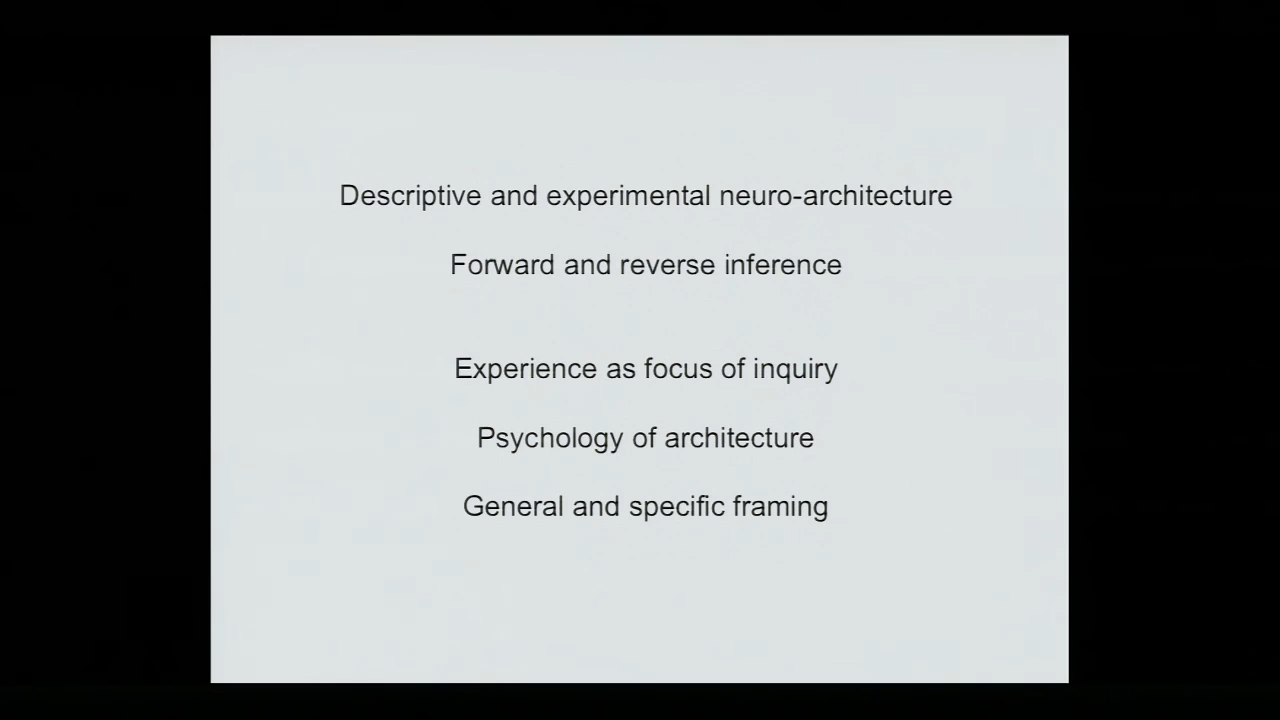 Descriptive and experimental neuro-architecture
Forward and reverse inference
Experience as focus of inquiry
Psychology of architecture
General and specific framing